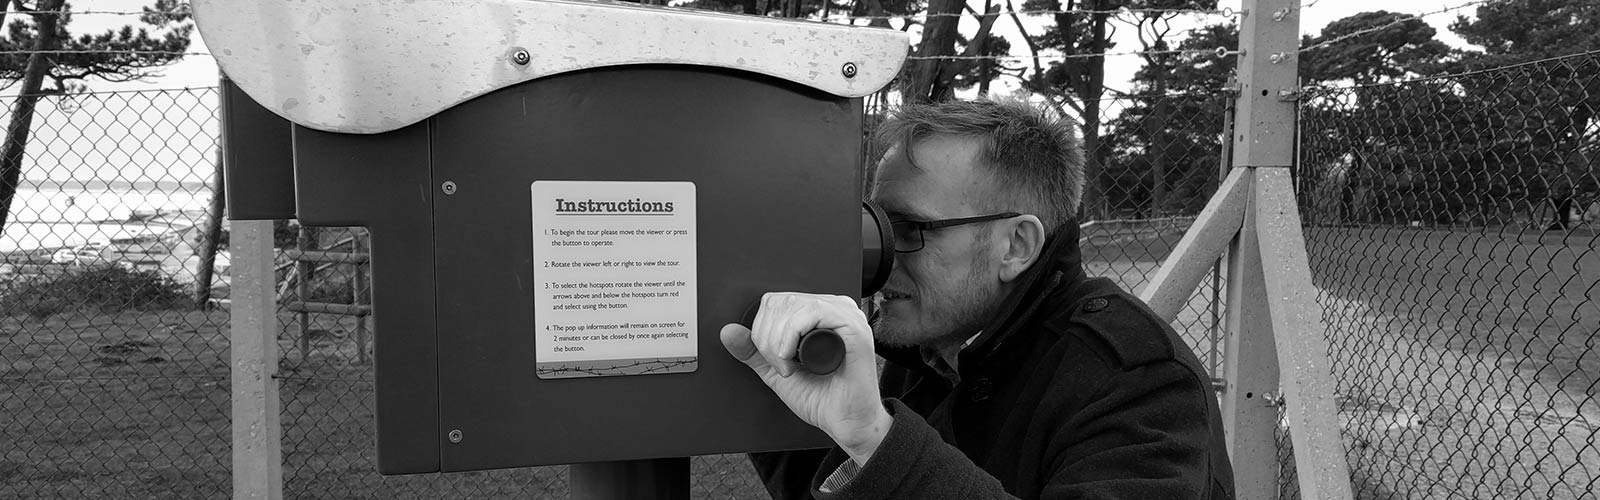 Instructions
1. To begin the tour please move the viewer or press
the button to operate.
2. Rotate the viewer left or right to view the tour.
3. To select the hotspots rotate the viewer until the
arrows above and below the hotspots turn red
and select using the button.
4. The pop up information will remain on screen for
2 minutes or can be closed by once again selecting
the button.